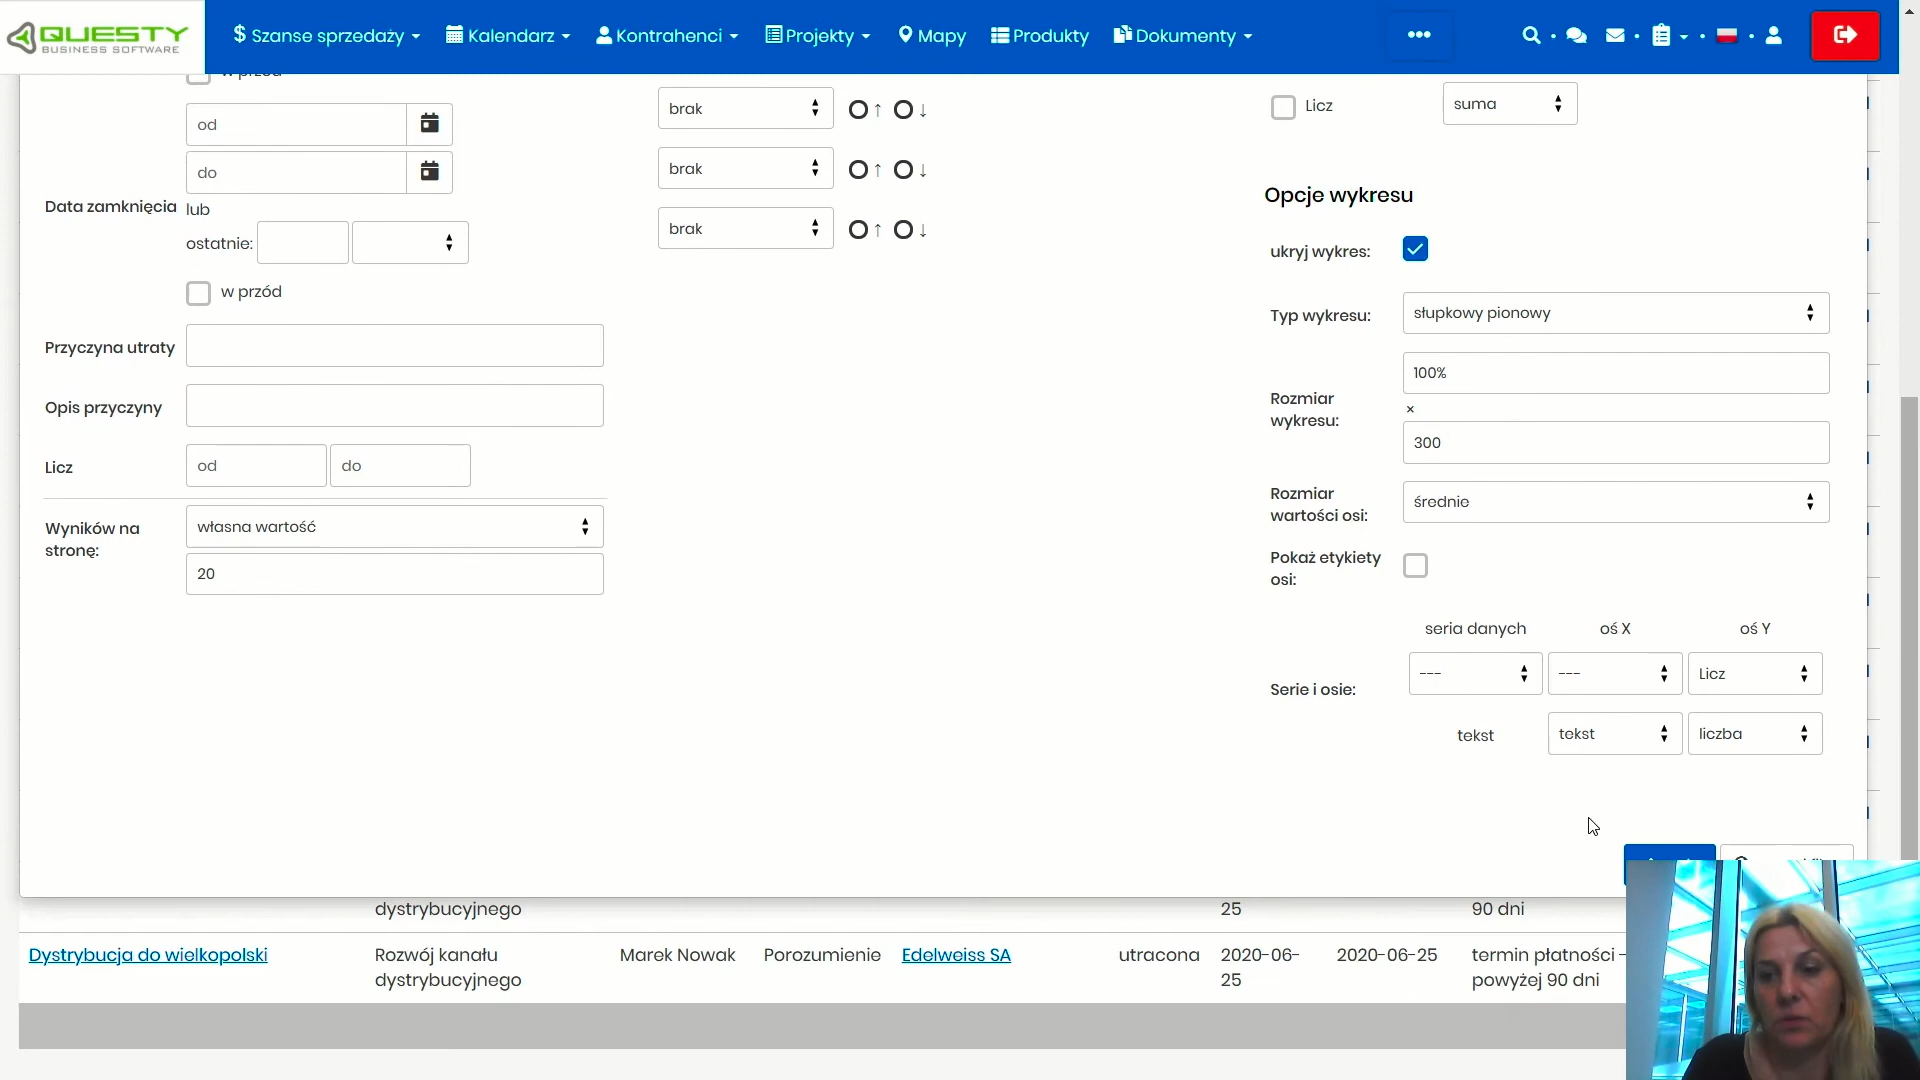 QUESTY
BUSINESS SOFTWARE
Szanse sprzedaży
Kalendarz
Kontrahenci
Projekty
Mapy
Produkty
Dokumenty
w przód
od
do
Data zamknięcia
lub
ostatnie:
w przód
Przyczyna utraty
Opis przyczyny
Licz
od
do
Wyników na
stronę:
własna wartość
20
brak
↑
↓
brak
↑
↓
brak
↑
↓
Licz
suma
Opcje wykresu
ukryj wykres:
Typ wykresu:
słupkowy pionowy
Rozmiar
wykresu:
100%
×
300
Rozmiar
wartości osi:
średnie
Pokaż etykiety
osi:
seria danych
oś X
oś Y
Serie i osie:
---
---
Licz
tekst
tekst
liczba
dystrybucyjnego
25
90 dni
Dystrybucja do wielkopolski
Rozwój kanału
dystrybucyjnego
Marek Nowak
Porozumienie
Edelweiss SA
utracona
2020-06-
25
2020-06-25
termin płatności -
powyżej 90 dni